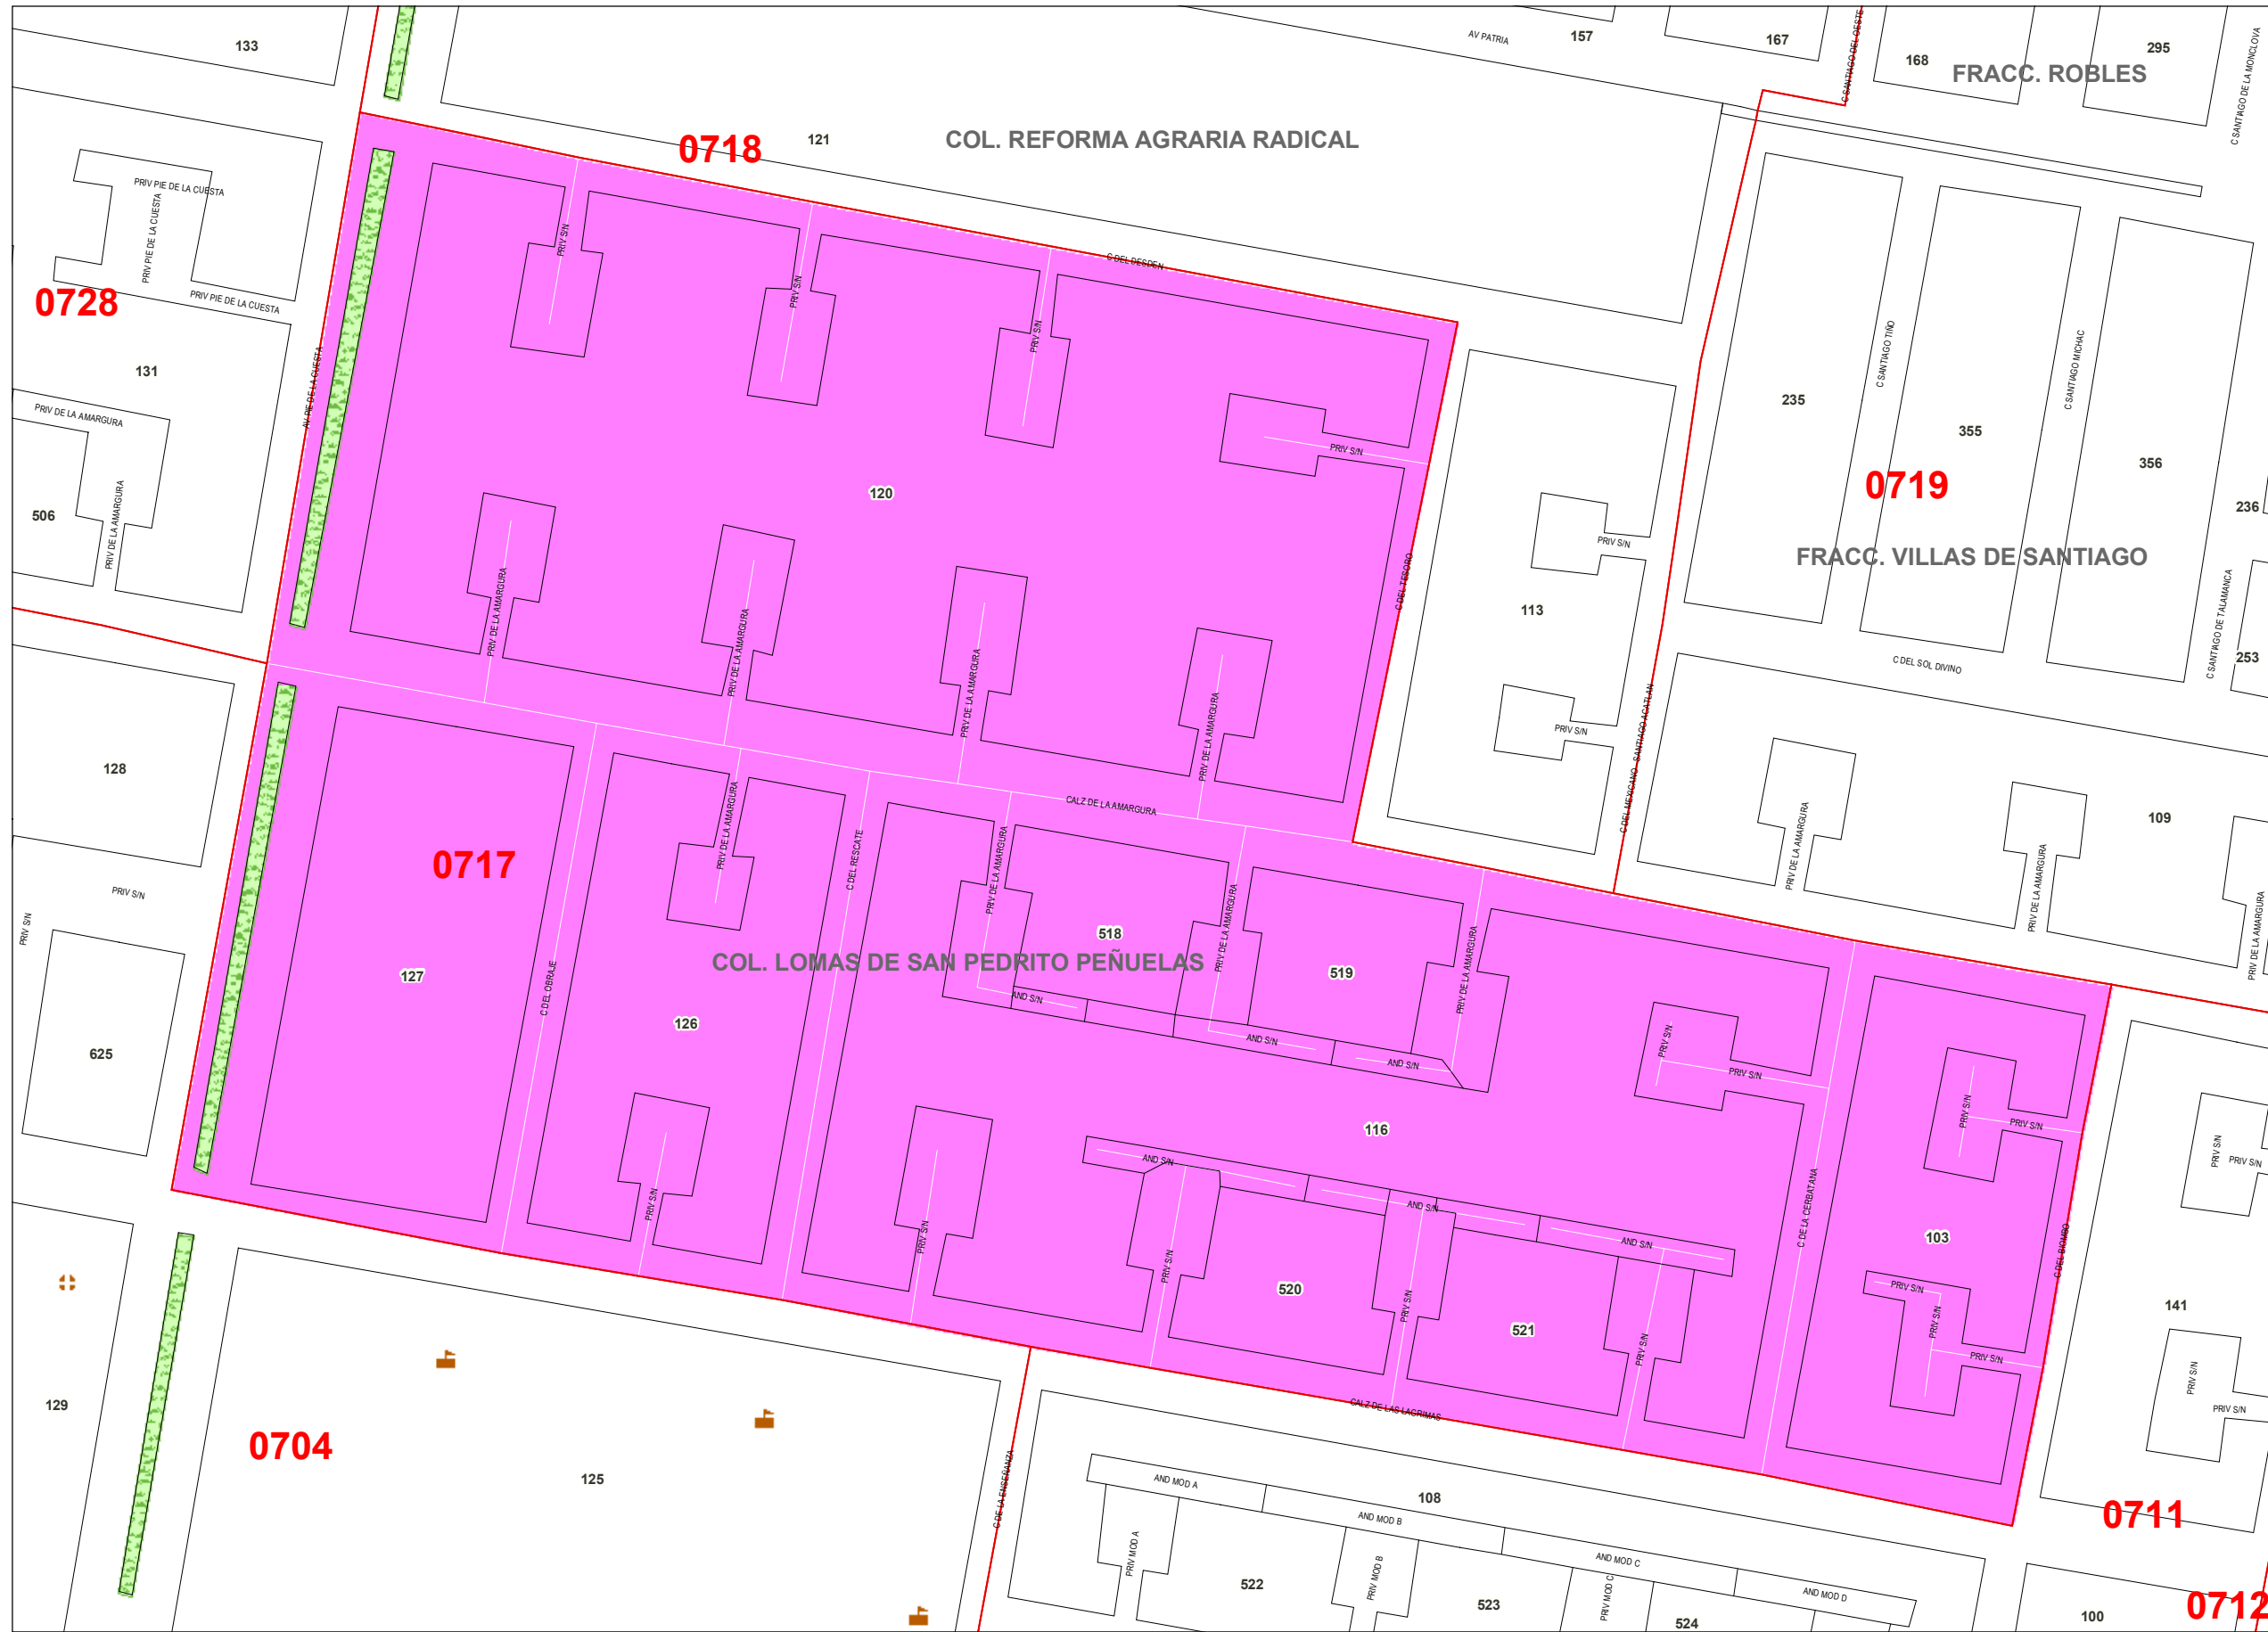 133
AV PATRIA
157
167
C SANTIAGO DEL OESTE
168
295
FRACC. ROBLES
C SANTIAGO DE LA MONCLOVA
0718
121
COL. REFORMA AGRARIA RADICAL
PRIV PIE DE LA CUESTA
PRIV PIE DE LA CUESTA
PRIV PIE DE LA CUESTA
0728
131
AV PIE DE LA CUESTA
PRIV DE LA AMARGURA
506
PRIV DE LA AMARGURA
PRIV S/N
PRIV S/N
PRIV S/N
C DEL DESDEN
PRIV S/N
120
C DEL TESORO
PRIV S/N
113
PRIV S/N
235
C SANTIAGO TIÑO
355
C SANTIAGO MICHAC
356
0719
236
FRACC. VILLAS DE SANTIAGO
C SANTIAGO DE TALAMANCA
253
C DEL SOL DIVINO
C DEL MEXICANO - SANTIAGO ACATLAN
PRIV DE LA AMARGURA
PRIV DE LA AMARGURA
PRIV DE LA AMARGURA
PRIV DE LA AMARGURA
128
PRIV S/N
PRIV S/N
625
0717
127
C DEL OBRAJE
PRIV DE LA AMARGURA
126
C DEL RESCATE
CALZ DE LA AMARGURA
PRIV DE LA AMARGURA
518
PRIV DE LA AMARGURA
COL. LOMAS DE SAN PEDRITO PEÑUELAS
519
PRIV DE LA AMARGURA
AND S/N
AND S/N
AND S/N
109
PRIV DE LA AMARGURA
PRIV DE LA AMARGURA
PRIV DE LA AMARGURA
PRIV S/N
PRIV S/N
116
PRIV S/N
PRIV S/N
PRIV S/N
PRIV S/N
AND S/N
AND S/N
AND S/N
PRIV S/N
PRIV S/N
PRIV S/N
C DE LA CERBATANA
103
C DEL BIOMBO
PRIV S/N
PRIV S/N
PRIV S/N
PRIV S/N
PRIV S/N
141
PRIV S/N
PRIV S/N
520
521
CALZ DE LAS LAGRIMAS
129
0704
125
C DE LA ENSEÑANZA
AND MOD A
108
AND MOD B
AND MOD C
AND MOD D
PRIV MOD A
522
PRIV MOD B
523
PRIV MOD C
524
0711
100
0712